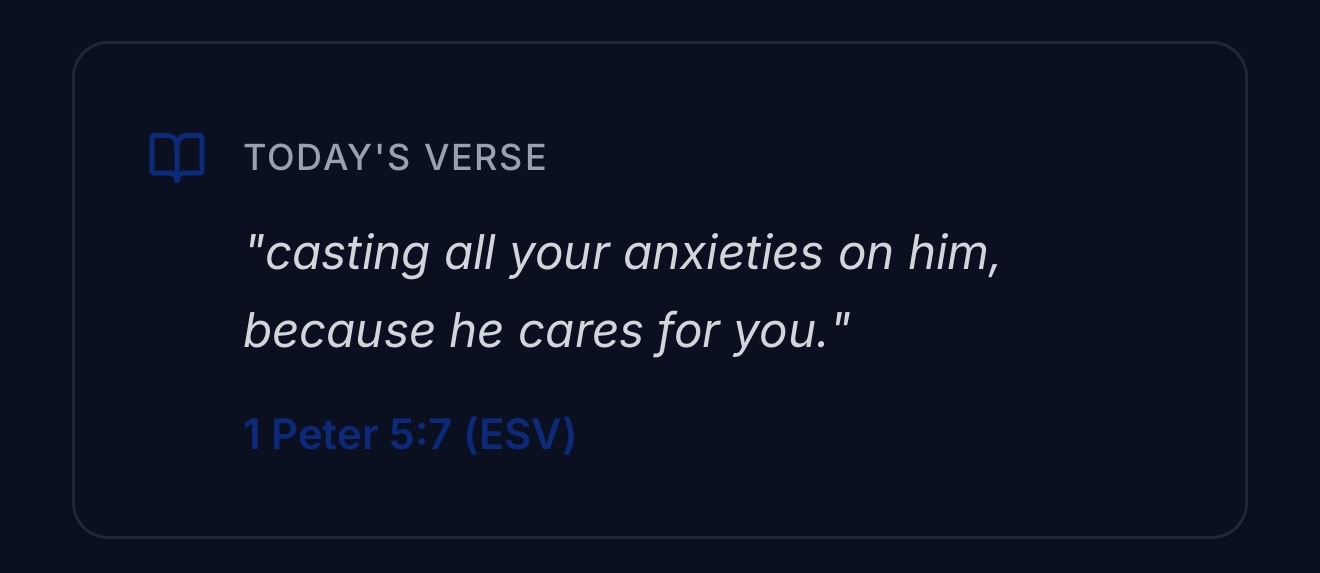 TODAY'S VERSE
"casting all your anxieties on him,
because he cares for you."
1 Peter 5:7 (ESV)